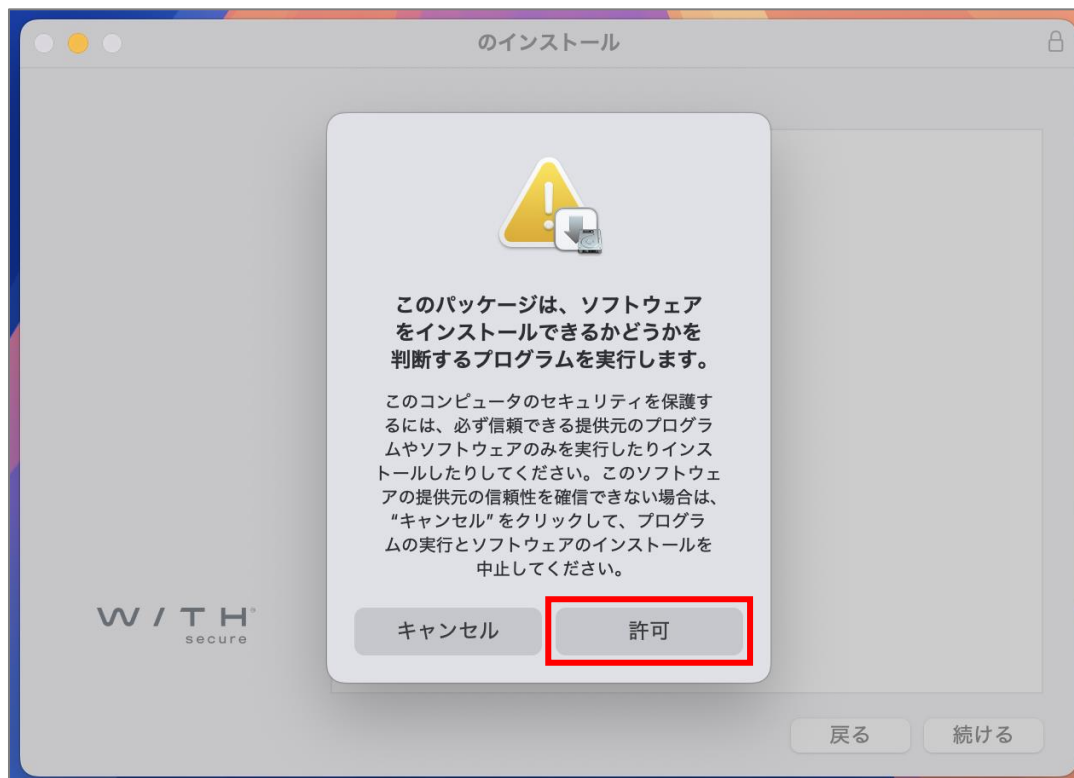 のインストール
このパッケージは、ソフトウェア
をインストールできるかどうかを
判断するプログラムを実行します。
このコンピュータのセキュリティを保護す
るには、必ず信頼できる提供元のプログラ
ムやソフトウェアのみを実行したりインス
トールしたりしてください。このソフトウェ
アの提供元の信頼性を確信できない場合は、
“キャンセル” をクリックして、プログラ
ムの実行とソフトウェアのインストールを
中止してください。
キャンセル
許可
W / T H®
secure
戻る
続ける